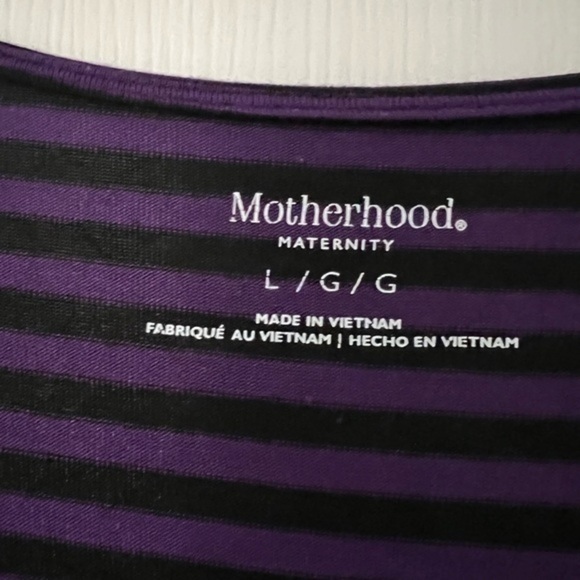 Motherhood®
MATERNITY
L / G / G
MADE IN VIETNAM
FABRIQUÉ AU VIETNAM | HECHO EN VIETNAM